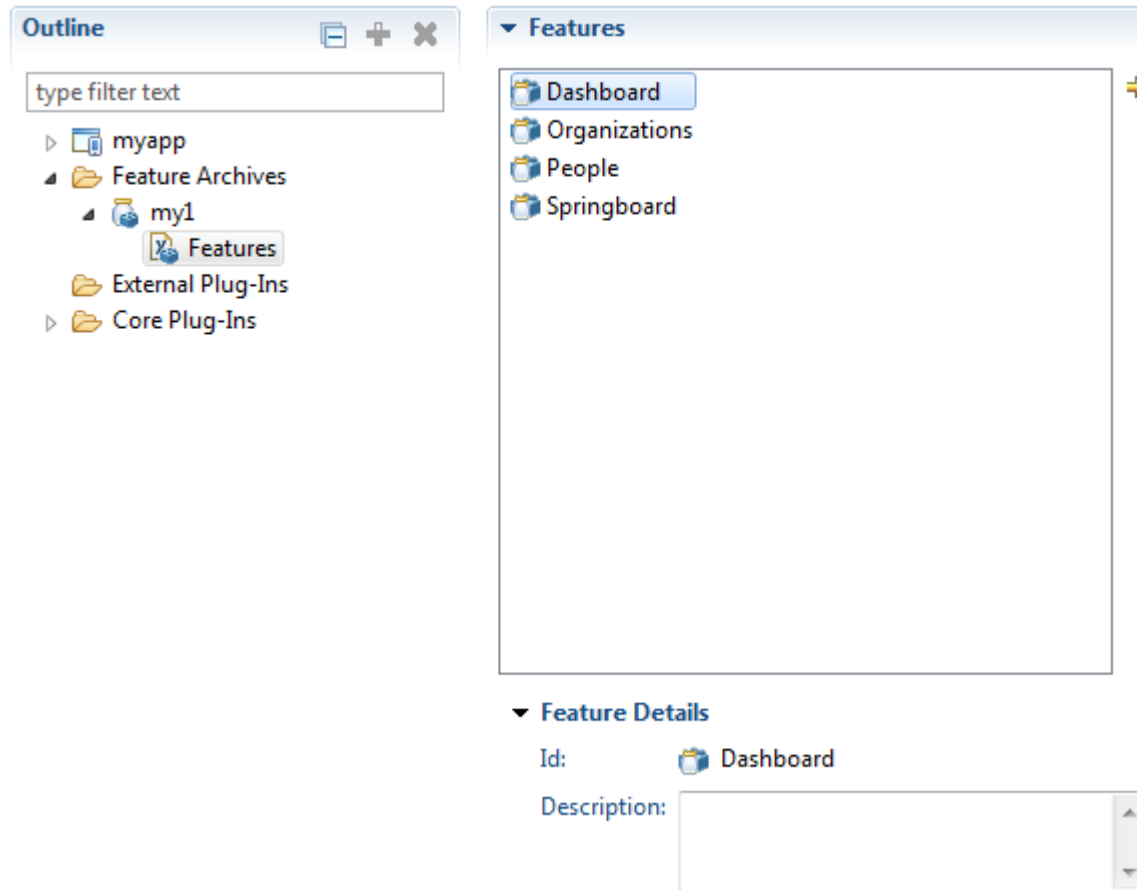 Outline
type filter text
myapp
Feature Archives
my1
Features
External Plug-Ins
Core Plug-Ins
Features
Dashboard
Organizations
People
Springboard
Feature Details
Id: Dashboard
Description: